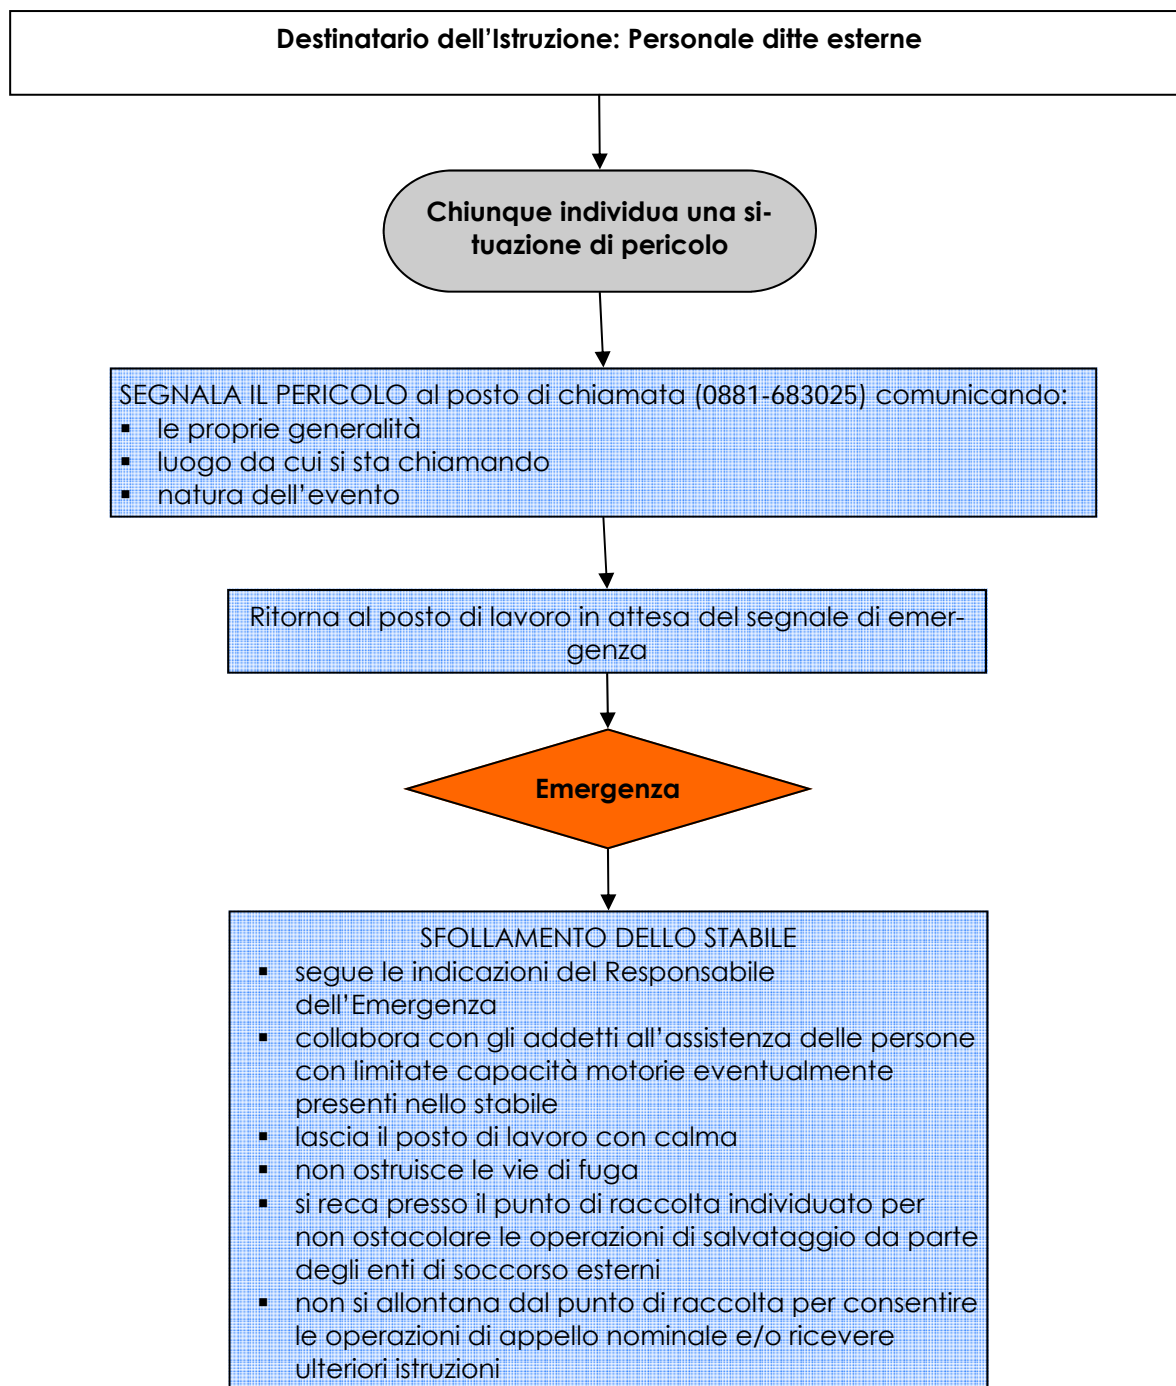 Destinatario dell’Istruzione: Personale ditte esterne
Chiunque individua una si-
tuazione di pericolo
SEGNALA IL PERICOLO al posto di chiamata (0881-683025) comunicando:
▪ le proprie generalità
▪ luogo da cui si sta chiamando
▪ natura dell’evento
Ritorna al posto di lavoro in attesa del segnale di emer-
genza
Emergenza
SFOLLAMENTO DELLO STABILE
▪ segue le indicazioni del Responsabile
dell’Emergenza
▪ collabora con gli addetti all’assistenza delle persone
con limitate capacità motorie eventualmente
presenti nello stabile
▪ lascia il posto di lavoro con calma
▪ non ostruisce le vie di fuga
▪ si reca presso il punto di raccolta individuato per
non ostacolare le operazioni di salvataggio da parte
degli enti di soccorso esterni
▪ non si allontana dal punto di raccolta per consentire
le operazioni di appello nominale e/o ricevere
ulteriori istruzioni